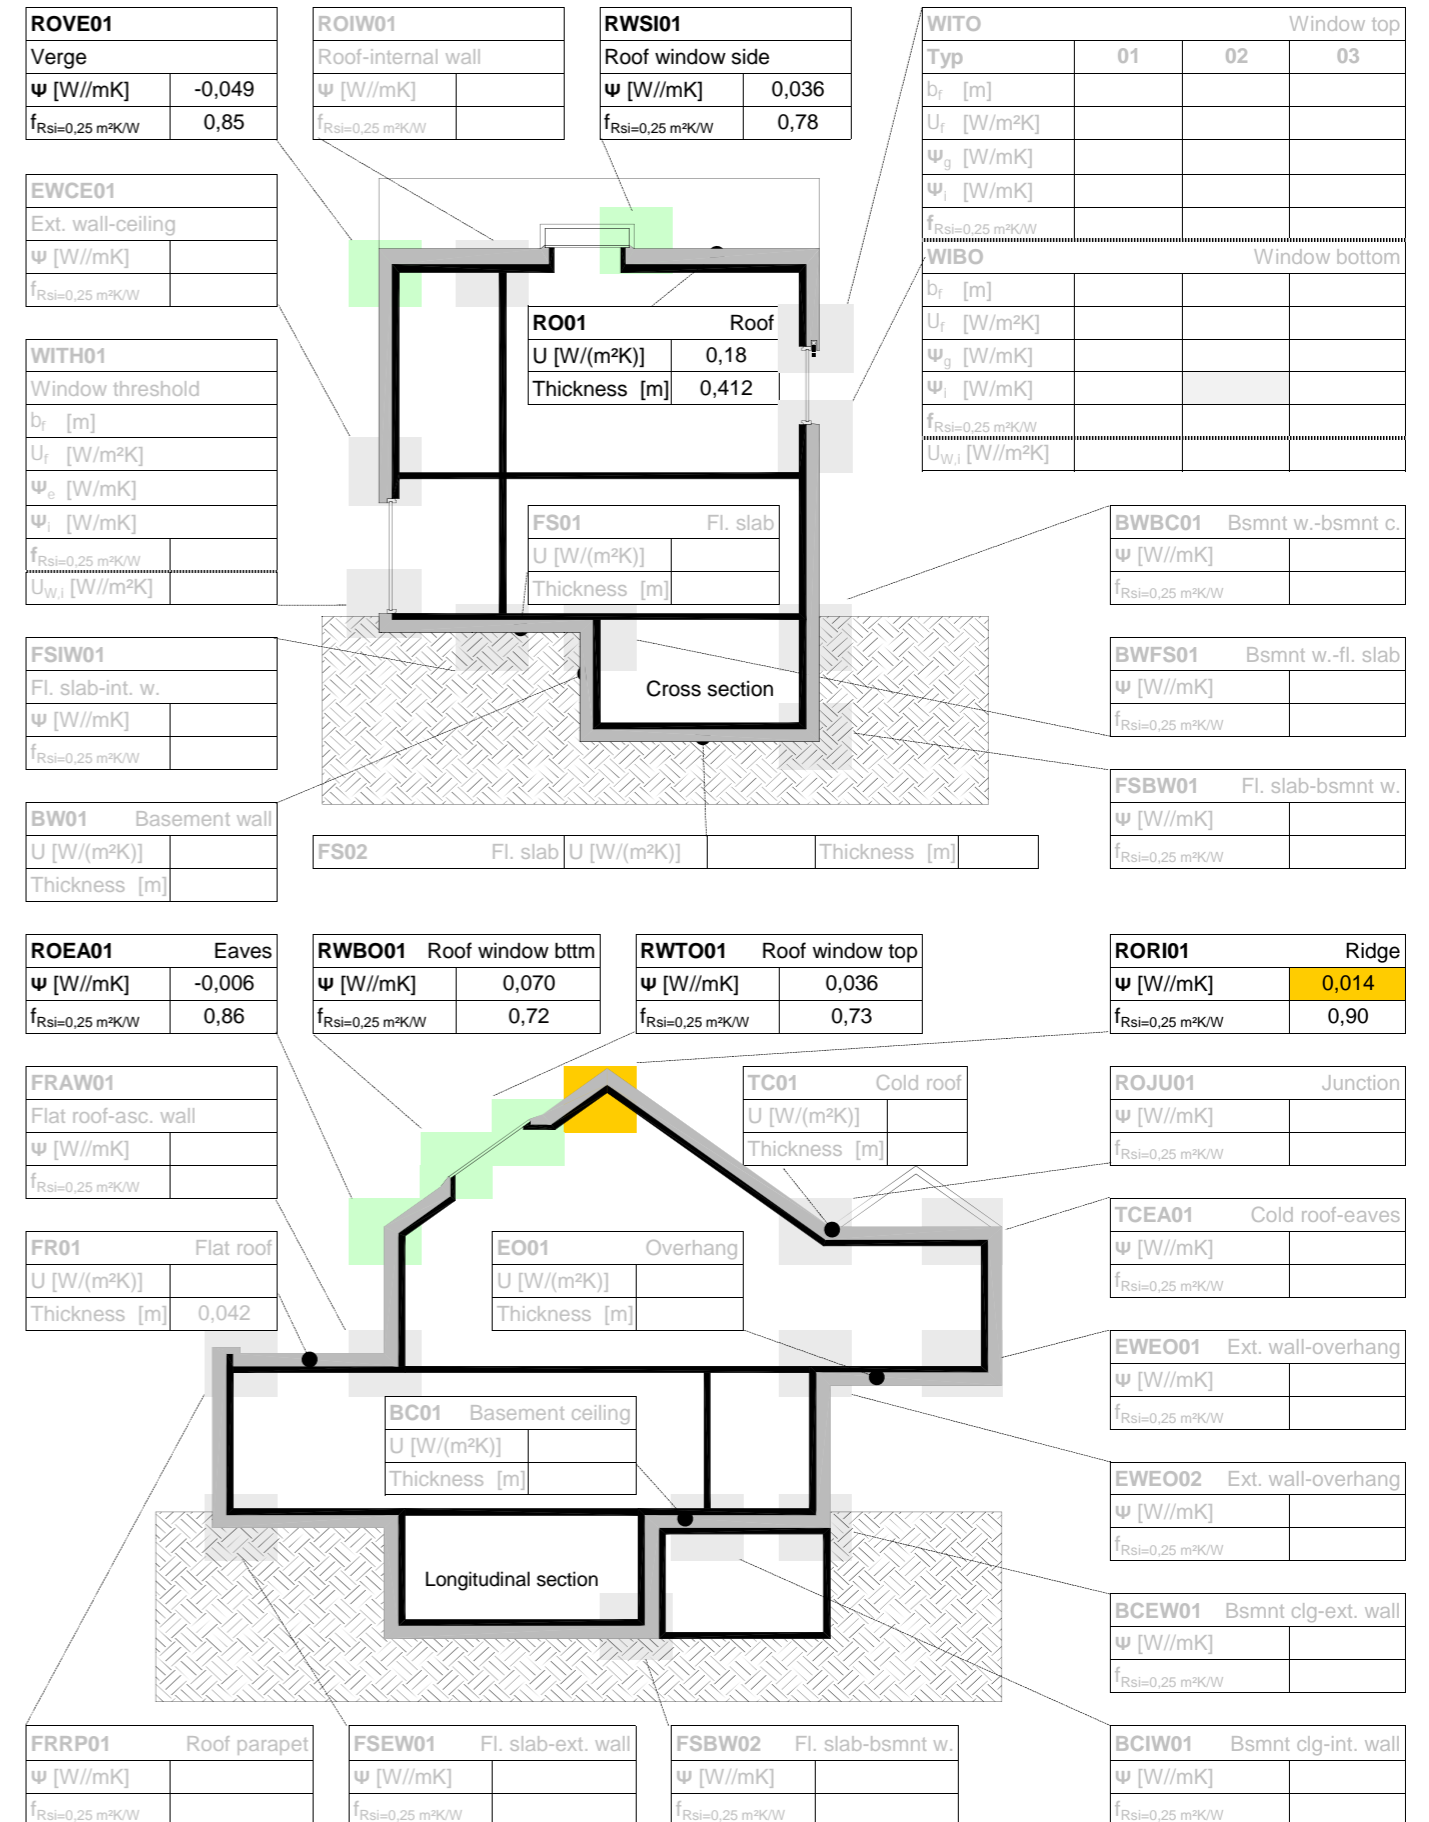 ROVE01
Verge
Ψ [W//mK] -0,049
fRsi=0,25 m²K/W 0,85
ROIW01
Roof-internal wall
Ψ [W//mK]
fRsi=0,25 m²K/W
RWSI01
Roof window side
Ψ [W//mK] 0,036
fRsi=0,25 m²K/W 0,78
WITO Window top
Typ 01 02 03
bf [m]
Uf [W/m²K]
Ψg [W/mK]
Ψi [W/mK]
fRsi=0,25 m²K/W
WIBO Window bottom
bf [m]
Uf [W/m²K]
Ψg [W/mK]
Ψi [W/mK]
fRsi=0,25 m²K/W
UW,i [W//m²K]
EWCE01
Ext. wall-ceiling
Ψ [W//mK]
fRsi=0,25 m²K/W
RO01 Roof
U [W/(m²K)] 0,18
Thickness [m] 0,412
WITH01
Window threshold
bf [m]
Uf [W/m²K]
Ψe [W/mK]
Ψi [W/mK]
fRsi=0,25 m²K/W
UW,i [W//m²K]
FS01 Fl. slab
U [W/(m²K)]
Thickness [m]
BWBC01 Bsmnt w.-bsmnt c.
Ψ [W//mK]
fRsi=0,25 m²K/W
FSIW01
Fl. slab-int. w.
Ψ [W//mK]
fRsi=0,25 m²K/W
Cross section
BWFS01 Bsmnt w.-fl. slab
Ψ [W//mK]
fRsi=0,25 m²K/W
FSBW01 Fl. slab-bsmnt w.
Ψ [W//mK]
fRsi=0,25 m²K/W
BW01 Basement wall
U [W/(m²K)]
Thickness [m]
FS02 Fl. slab U [W/(m²K)] Thickness [m]
ROEA01 Eaves
Ψ [W//mK] -0,006
fRsi=0,25 m²K/W 0,86
RWBO01 Roof window bttm
Ψ [W//mK] 0,070
fRsi=0,25 m²K/W 0,72
RWTO01 Roof window top
Ψ [W//mK] 0,036
fRsi=0,25 m²K/W 0,73
RORI01 Ridge
Ψ [W//mK] 0,014
fRsi=0,25 m²K/W 0,90
FRAW01
Flat roof-asc. wall
Ψ [W//mK]
fRsi=0,25 m²K/W
TC01 Cold roof
U [W/(m²K)]
Thickness [m]
ROJU01 Junction
Ψ [W//mK]
fRsi=0,25 m²K/W
FR01 Flat roof
U [W/(m²K)]
Thickness [m] 0,042
EO01 Overhang
U [W/(m²K)]
Thickness [m]
TCEA01 Cold roof-eaves
Ψ [W//mK]
fRsi=0,25 m²K/W
EWEO01 Ext. wall-overhang
Ψ [W//mK]
fRsi=0,25 m²K/W
BC01 Basement ceiling
U [W/(m²K)]
Thickness [m]
EWEO02 Ext. wall-overhang
Ψ [W//mK]
fRsi=0,25 m²K/W
Longitudinal section
BCEW01 Bsmnt clg-ext. wall
Ψ [W//mK]
fRsi=0,25 m²K/W
FRRP01 Roof parapet
Ψ [W//mK]
fRsi=0,25 m²K/W
FSEW01 Fl. slab-ext. wall
Ψ [W//mK]
fRsi=0,25 m²K/W
FSBW02 Fl. slab-bsmnt w.
Ψ [W//mK]
fRsi=0,25 m²K/W
BCIW01 Bsmnt clg-int. wall
Ψ [W//mK]
fRsi=0,25 m²K/W